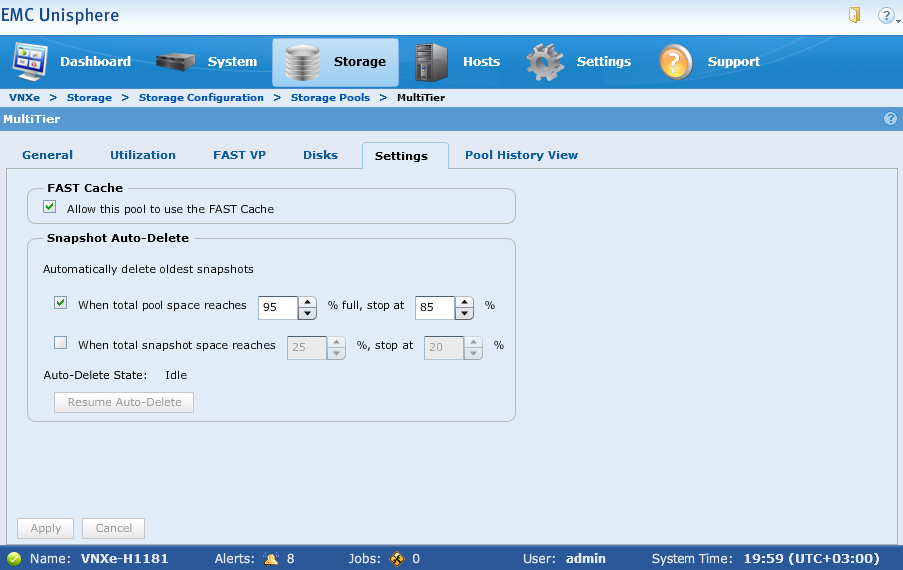 EMC Unisphere
?
Dashboard System Storage Hosts Settings ? Support
VNXe > Storage > Storage Configuration > Storage Pools > MultiTier
MultiTier ?
General Utilization FAST VP Disks Settings Pool History View
FAST Cache
Allow this pool to use the FAST Cache
Snapshot Auto-Delete
Automatically delete oldest snapshots
When total pool space reaches 95 % full, stop at 85 %
When total snapshot space reaches 25 %, stop at 20 %
Auto-Delete State: Idle
Resume Auto-Delete
Apply Cancel
Name: VNXe-H1181 Alerts: 8 Jobs: 0 User: admin System Time: 19:59 (UTC+03:00)